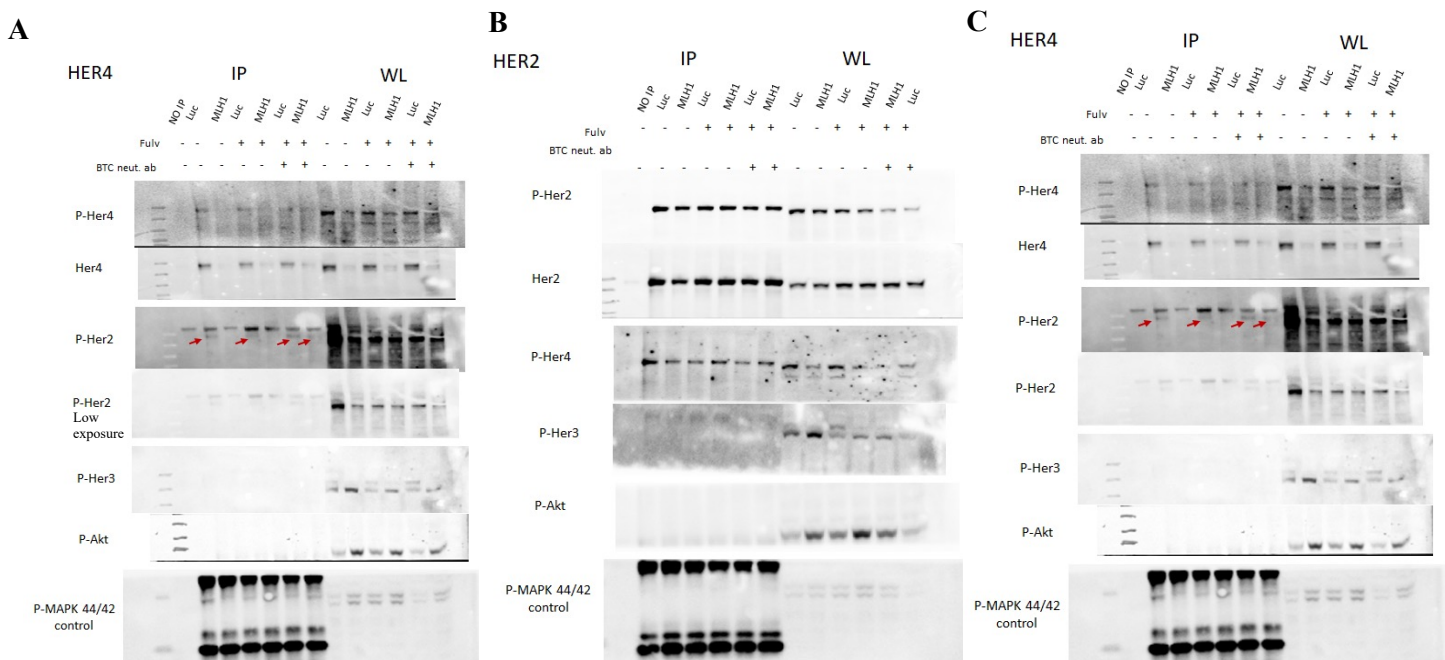 A
HER4
IP
WL
NO IP
Luc
MLH1
Luc
MLH1
Luc
MLH1
Luc
MLH1
Luc
MLH1
Luc
MLH1
Fulv - - - + + + + - - + + + +
BTC neut. ab - - - - - + + - - - - + +
P-Her4
Her4
P-Her2
P-Her2
Low
exposure
P-Her3
P-Akt
P-MAPK 44/42
control
B
HER2
IP
WL
NO IP
Luc
MLH1
Luc
MLH1
Luc
MLH1
Luc
MLH1
Luc
MLH1
MLH1
Luc
Fulv
- - - + + + + - - + + + +
BTC neut. ab
- - - - - + + - - - - + +
P-Her2
Her2
P-Her4
P-Her3
P-Akt
P-MAPK 44/42
control
C
HER4
IP
WL
NO IP
Luc
MLH1
Luc
MLH1
Luc
MLH1
Luc
MLH1
Luc
MLH1
Luc
MLH1
Fulv - - - + + + + - - + + + +
BTC neut. ab - - - - - + + - - - - + +
P-Her4
Her4
P-Her2
P-Her2
P-Her3
P-Akt
P-MAPK 44/42
control